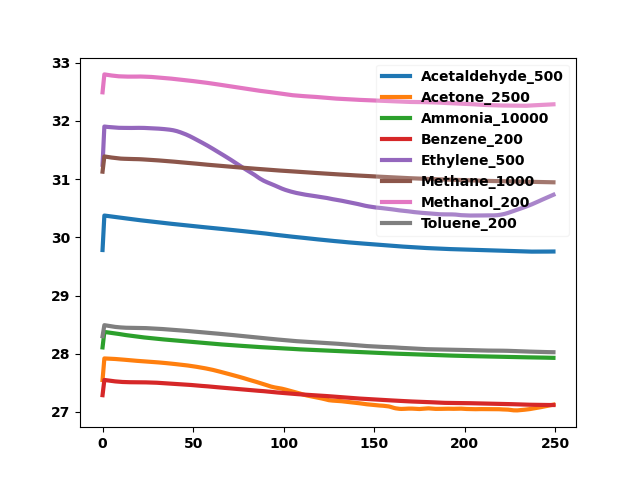 33
32
31
30
29
28
27
0
50
100
150
200
250
Acetaldehyde_500
Acetone_2500
Ammonia_10000
Benzene_200
Ethylene_500
Methane_1000
Methanol_200
Toluene_200